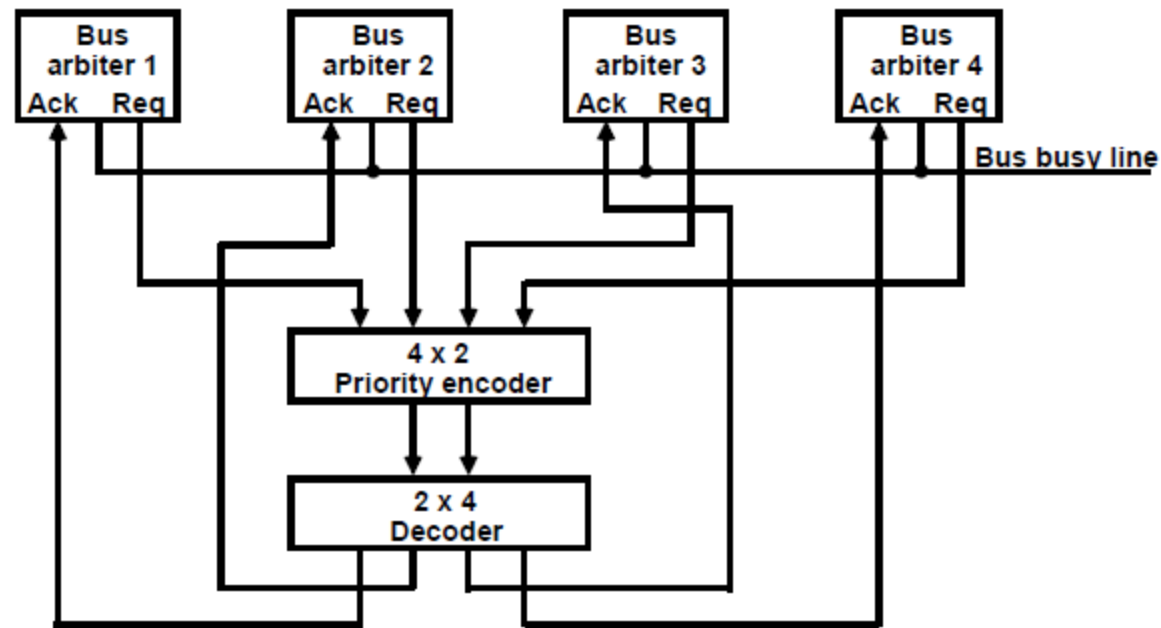 Bus
arbiter 1
Ack Req
Bus
arbiter 2
Ack Req
Bus
arbiter 3
Ack Req
Bus
arbiter 4
Ack Req
Bus busy line
4 x 2
Priority encoder
2 x 4
Decoder